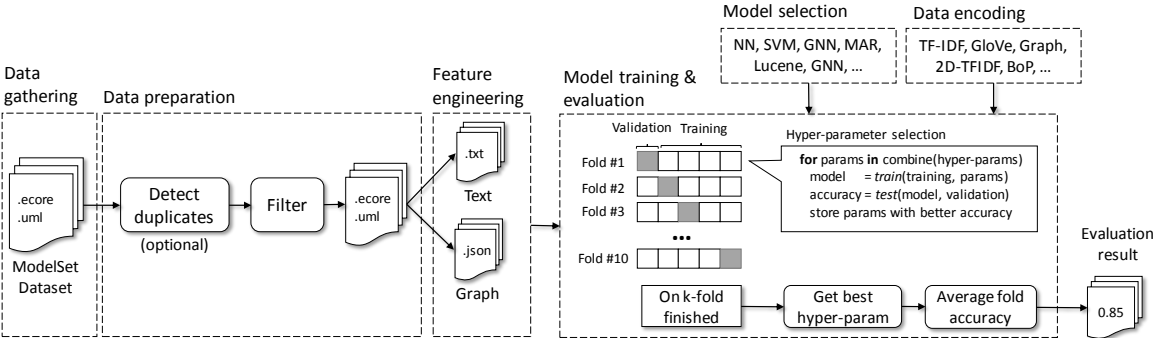 Data
gathering
.ecore
.uml
ModelSet
Dataset
Data preparation
Detect
duplicates
(optional)
Filter
.ecore
.uml
Feature
engineering
.txt
Text
.json
Graph
Model selection
NN, SVM, GNN, MAR,
Lucene, GNN, ...
Data encoding
TF-IDF, GloVe, Graph,
2D-TFIDF, BoP, ...
Model training &
evaluation
Validation
Training
Fold #1
Fold #2
Fold #3
...
Fold #10
Hyper-parameter selection
for params in combine(hyper-params)
model = train(training, params)
accuracy = test(model, validation)
store params with better accuracy
On k-fold
finished
Get best
hyper-param
Average fold
accuracy
Evaluation
result
0.85